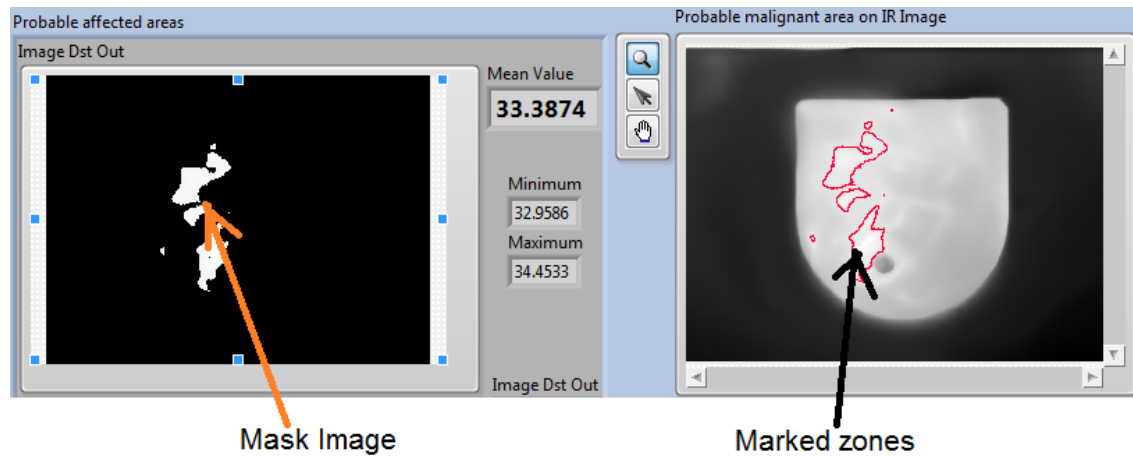 Probable affected areas
Image Dst Out
Mean Value
33.3874
Minimum
32.9586
Maximum
34.4533
Image Dst Out
Probable malignant area on IR Image
Mask Image
Marked zones